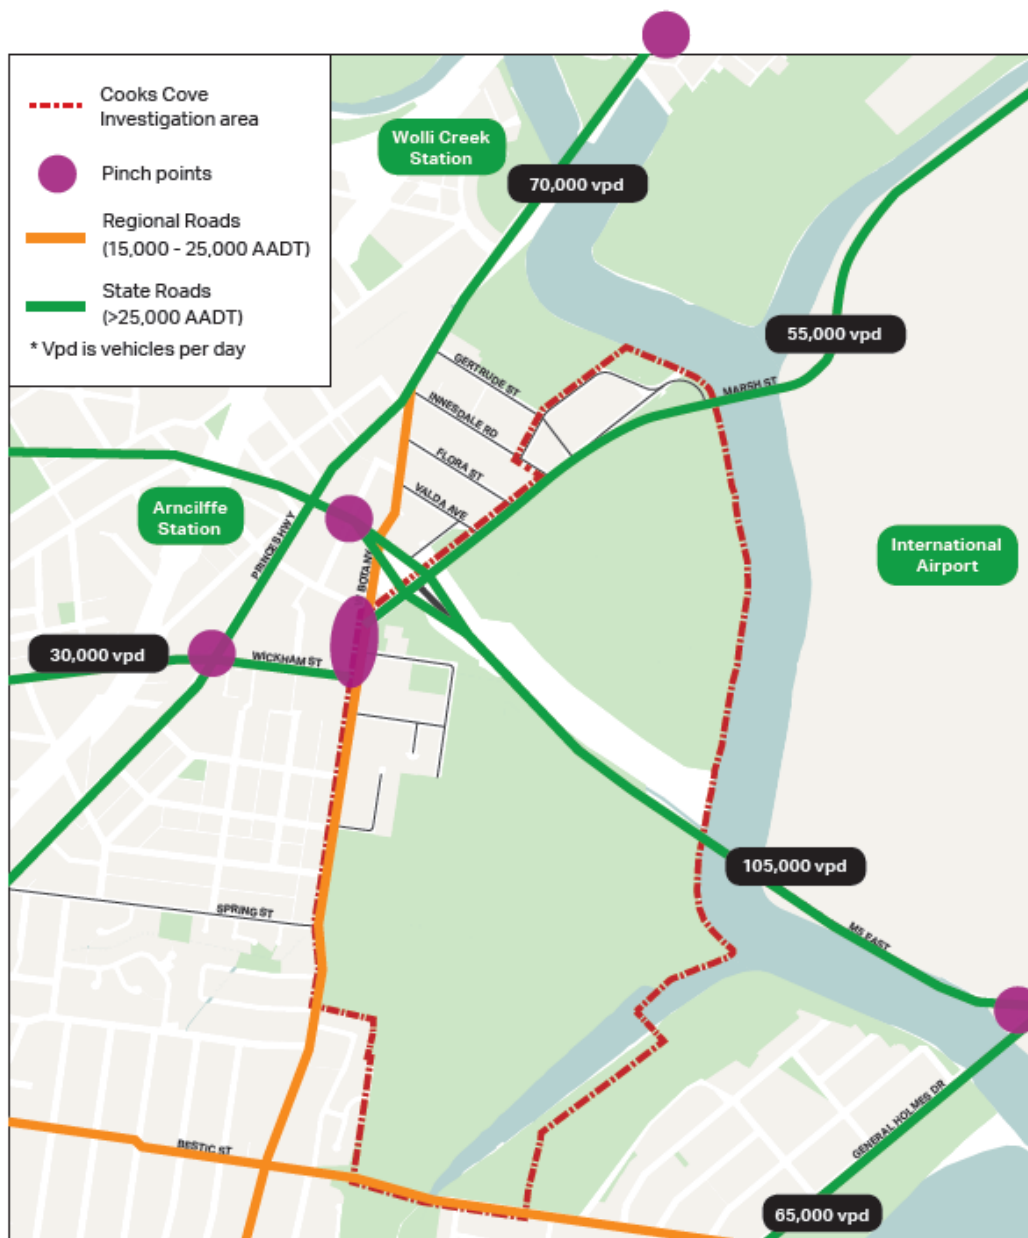 Cooks Cove
Investigation area
Pinch points
Regional Roads
(15,000 - 25,000 AADT)
State Roads
(>25,000 AADT)
* Vpd is vehicles per day
Wolli Creek
Station
70,000 vpd
55,000 vpd
MARSH ST
GERTRUDE ST
INNESDALE RD
FLORA ST
VALDA AVE
Arnciliffe
Station
PRINCES HWY
BOTANY
International
Airport
30,000 vpd
WICKHAM ST
105,000 vpd
SPRING ST
M5 EAST
GENERAL HOLMES DR
BESTIC ST
65,000 vpd